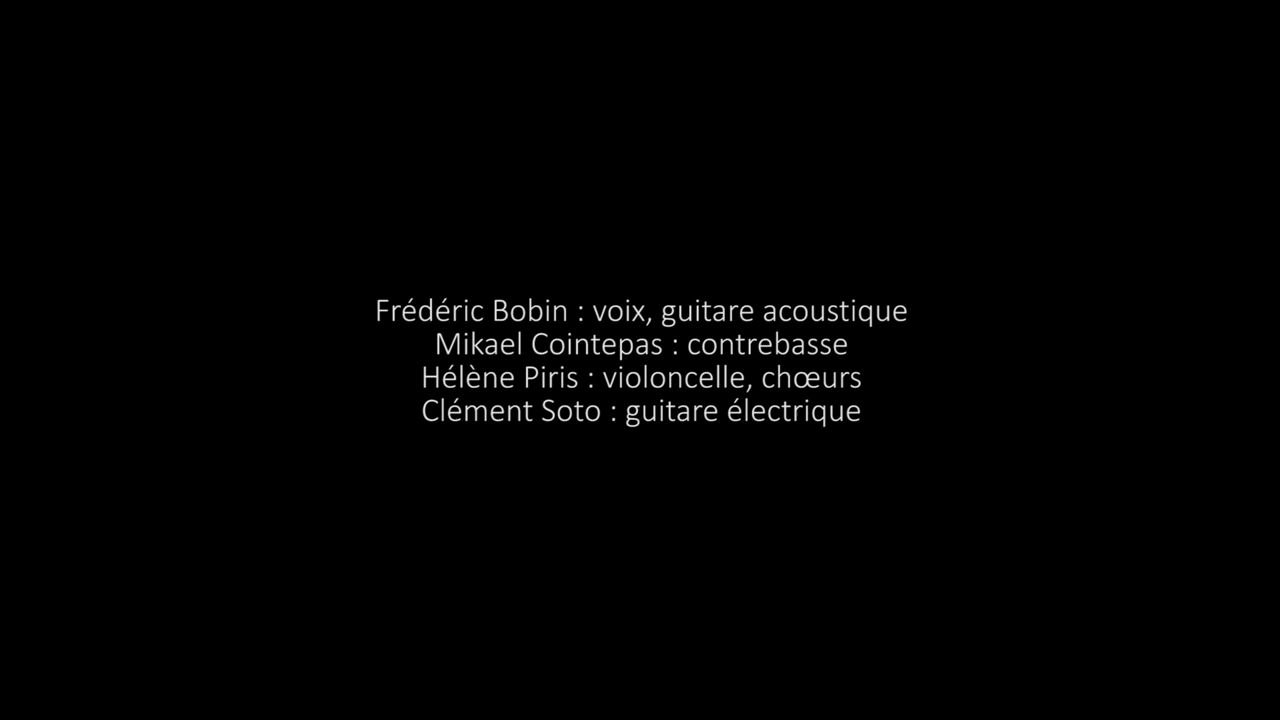 Frédéric Bobin : voix, guitare acoustique
Mikael Cointepas : contrebasse
Hélène Piris : violoncelle, chœurs
Clément Soto : guitare électrique